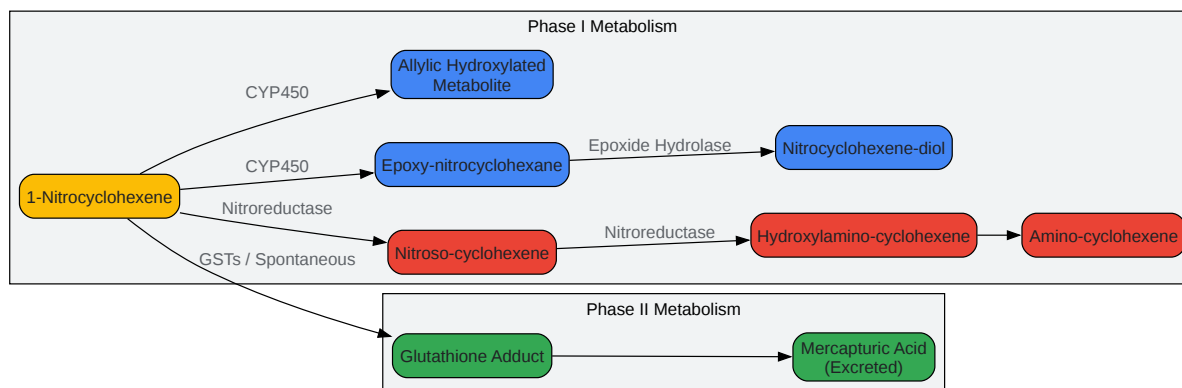 Phase I Metabolism
Allylic Hydroxylated
Metabolite
CYP450
Epoxide Hydrolase
Nitrocyclohexene-diol
CYP450
Epoxy-nitrocyclohexane
1-Nitrocyclohexene
Nitroreductase
Nitroso-cyclohexene
Nitroreductase
Hydroxylamino-cyclohexene
Amino-cyclohexene
GSTs / Spontaneous
Phase II Metabolism
Glutathione Adduct
Mercapturic Acid
(Excreted)